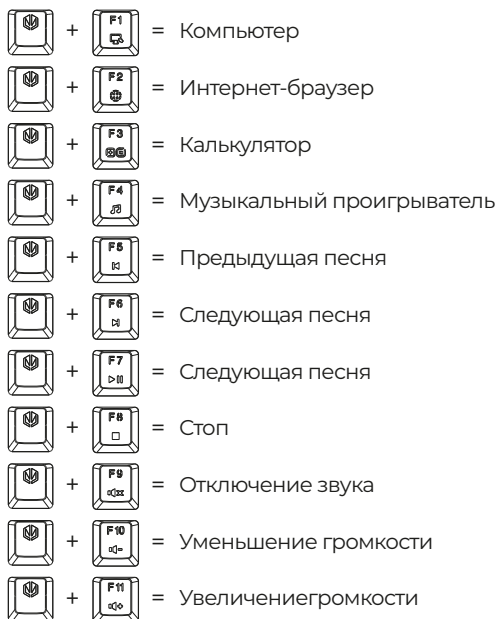 + F1 = Компьютер
+ F2 = Интернет-браузер
+ F3 = Калькулятор
+ F4 = Музыкальный проигрыватель
+ F5 = Предыдущая песня
+ F6 = Следующая песня
+ F7 = Следующая песня
+ F8 = Стоп
+ F9 = Отключение звука
+ F10 = Уменьшение громкости
+ F11 = Увеличениегромкости